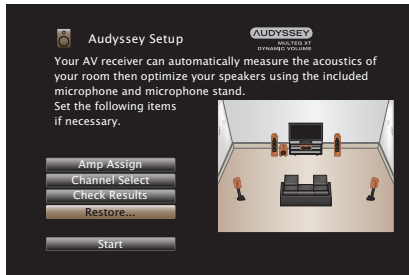 Audyssey Setup
AUDYSSEY
MULTEQ XT
DYNAMIC VOLUME
Your AV receiver can automatically measure the acoustics of
your room then optimize your speakers using the included
microphone and microphone stand.
Set the following items
if necessary.
Amp Assign
Channel Select
Check Results
Restore...
Start